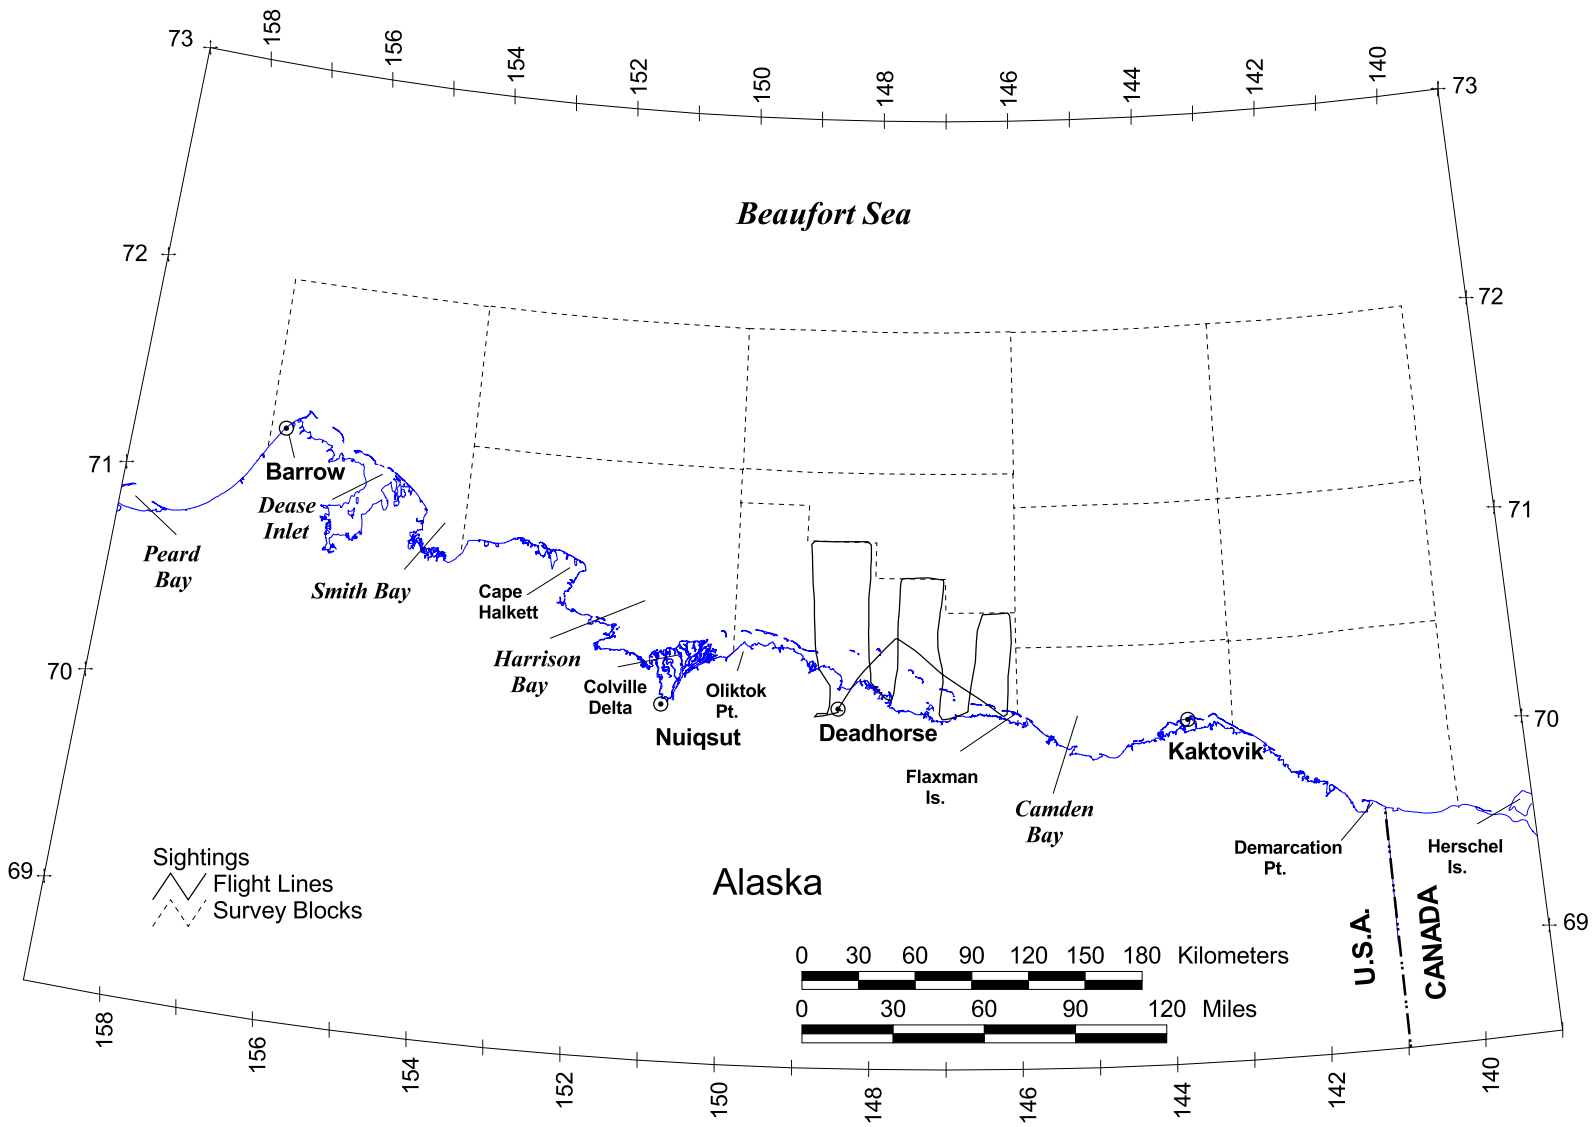 158
156
154
152
150
148
146
144
142
140
73
73
Beaufort Sea
72
72
71
71
Barrow
Dease
Inlet
Peard
Bay
Smith Bay
Cape
Halkett
Harrison
Bay
Colville
Delta
Oliktok
Pt.
70
70
Nuiqsut
Deadhorse
Kaktovik
Flaxman
Is.
Camden
Bay
Demarcation
Pt.
Herschel
Is.
69
69
Sightings
Flight Lines
Survey Blocks
Alaska
U.S.A.
CANADA
0 30 60 90 120 150 180 Kilometers
0 30 60 90 120 Miles
158
156
154
152
150
148
146
144
142
140